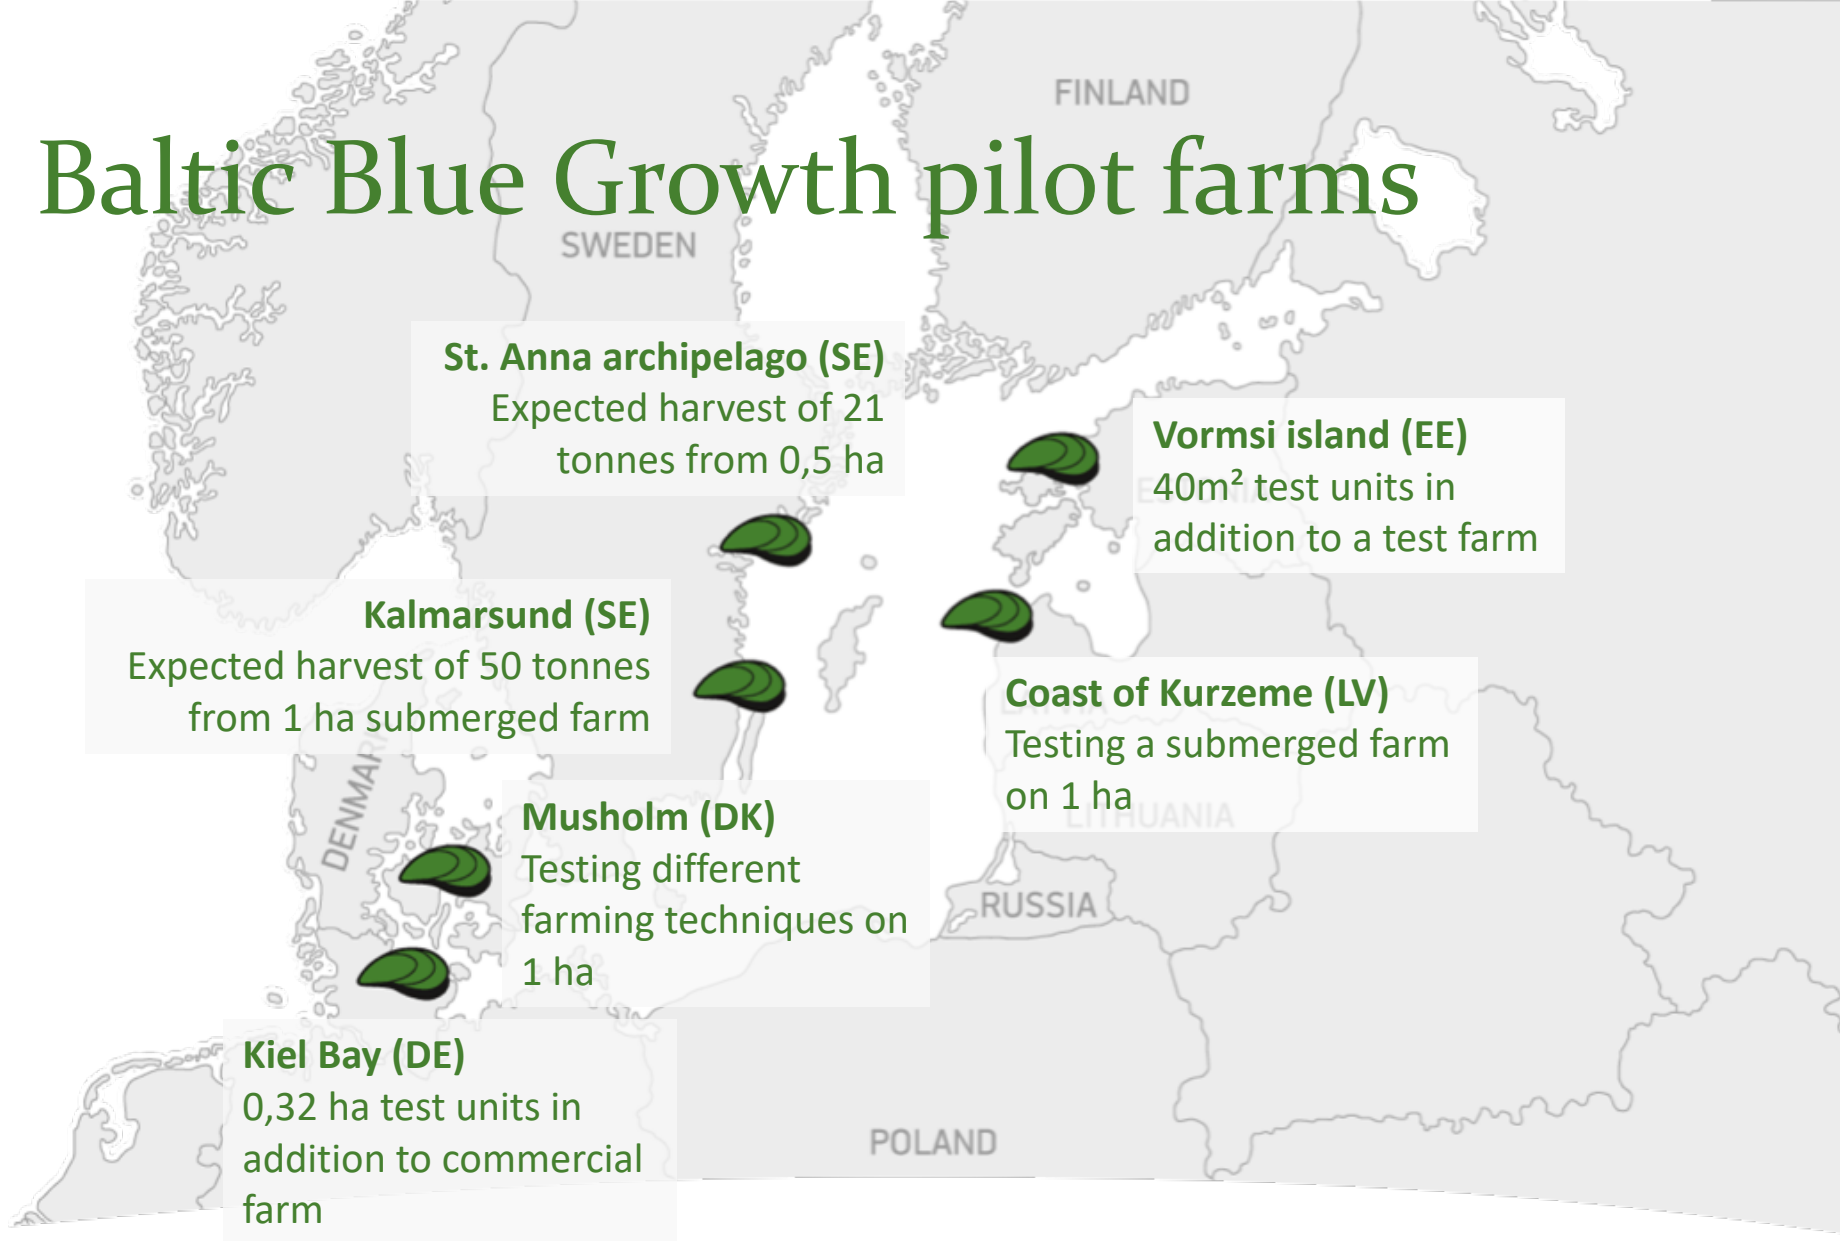 FINLAND
Baltic Blue Growth pilot farms
SWEDEN
St. Anna archipelago (SE)
Expected harvest of 21
tonnes from 0,5 ha
Vormsi island (EE)
40m² test units in
addition to a test farm
ESTONIA
Kalmarsund (SE)
Expected harvest of 50 tonnes
from 1 ha submerged farm
Coast of Kurzeme (LV)
LATVIA
Testing a submerged farm
on 1 ha
LITHUANIA
DENMARK
Musholm (DK)
Testing different
farming techniques on
1 ha
RUSSIA
Kiel Bay (DE)
0,32 ha test units in
addition to commercial
farm
POLAND